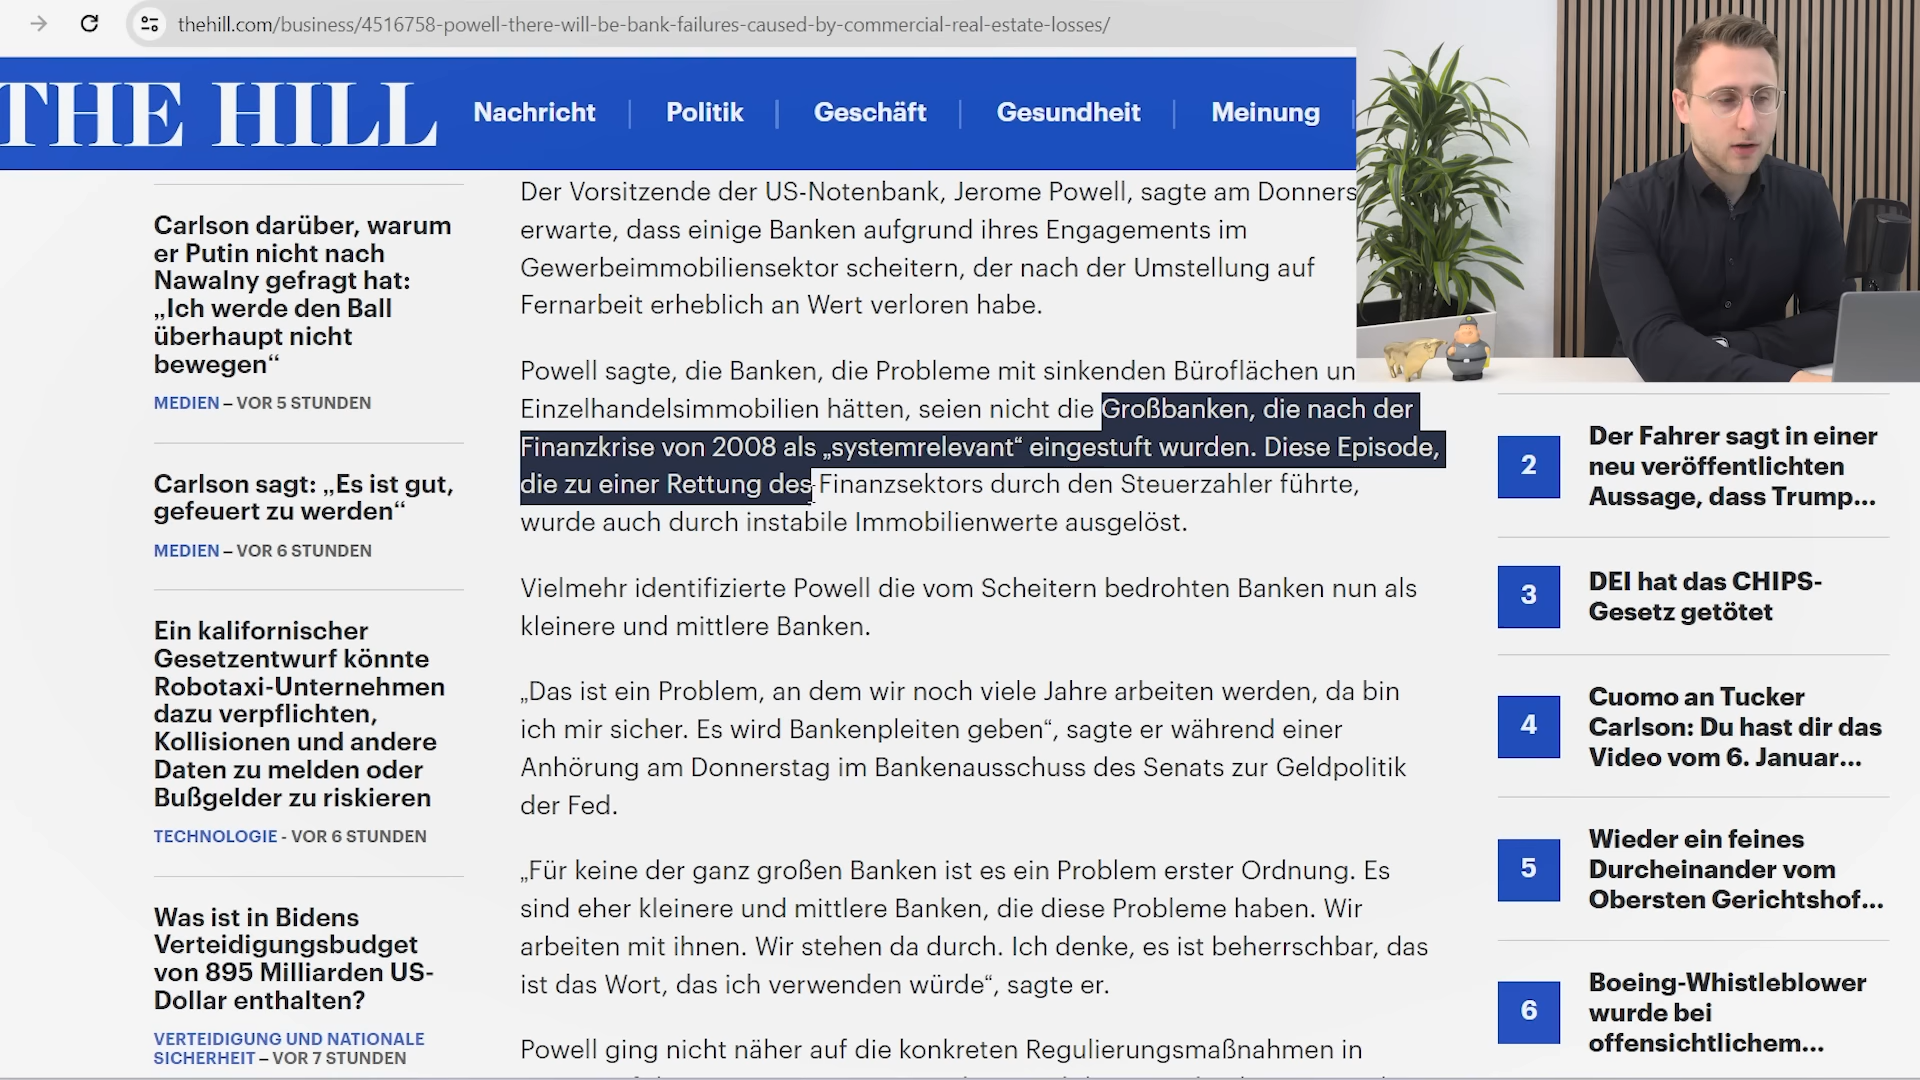 thehill.com/business/4516758-powell-there-will-be-bank-failures-caused-by-commercial-real-estate-losses/
THE HILL
Nachricht
Politik
Geschäft
Gesundheit
Meinung
Carlson darüber, warum
er Putin nicht nach
Nawalny gefragt hat:
„Ich werde den Ball
überhaupt nicht
bewegen“
MEDIEN – VOR 5 STUNDEN
Carlson sagt: „Es ist gut,
gefeuert zu werden“
MEDIEN – VOR 6 STUNDEN
Ein kalifornischer
Gesetzentwurf könnte
Robotaxi-Unternehmen
dazu verpflichten,
Kollisionen und andere
Daten zu melden oder
Bußgelder zu riskieren
TECHNOLOGIE - VOR 6 STUNDEN
Was ist in Bidens
Verteidigungsbudget
von 895 Milliarden US-
Dollar enthalten?
VERTEIDIGUNG UND NATIONALE
SICHERHEIT – VOR 7 STUNDEN
Der Vorsitzende der US-Notenbank, Jerome Powell, sagte am Donners
erwarte, dass einige Banken aufgrund ihres Engagements im
Gewerbeimmobiliensektor scheitern, der nach der Umstellung auf
Fernarbeit erheblich an Wert verloren habe.
Powell sagte, die Banken, die Probleme mit sinkenden Büroflächen un
Einzelhandelsimmobilien hätten, seien nicht die Großbanken, die nach der
Finanzkrise von 2008 als „systemrelevant“ eingestuft wurden. Diese Episode,
die zu einer Rettung des Finanzsektors durch den Steuerzahler führte,
wurde auch durch instabile Immobilienwerte ausgelöst.
Vielmehr identifizierte Powell die vom Scheitern bedrohten Banken nun als
kleinere und mittlere Banken.
„Das ist ein Problem, an dem wir noch viele Jahre arbeiten werden, da bin
ich mir sicher. Es wird Bankenpleiten geben“, sagte er während einer
Anhörung am Donnerstag im Bankenausschuss des Senats zur Geldpolitik
der Fed.
„Für keine der ganz großen Banken ist es ein Problem erster Ordnung. Es
sind eher kleinere und mittlere Banken, die diese Probleme haben. Wir
arbeiten mit ihnen. Wir stehen da durch. Ich denke, es ist beherrschbar, das
ist das Wort, das ich verwenden würde“, sagte er.
Powell ging nicht näher auf die konkreten Regulierungsmaßnahmen in
2
Der Fahrer sagt in einer
neu veröffentlichten
Aussage, dass Trump...
3
DEI hat das CHIPS-
Gesetz getötet
4
Cuomo an Tucker
Carlson: Du hast dir das
Video vom 6. Januar...
5
Wieder ein feines
Durcheinander vom
Obersten Gerichtshof...
6
Boeing-Whistleblower
wurde bei
offensichtlichem...